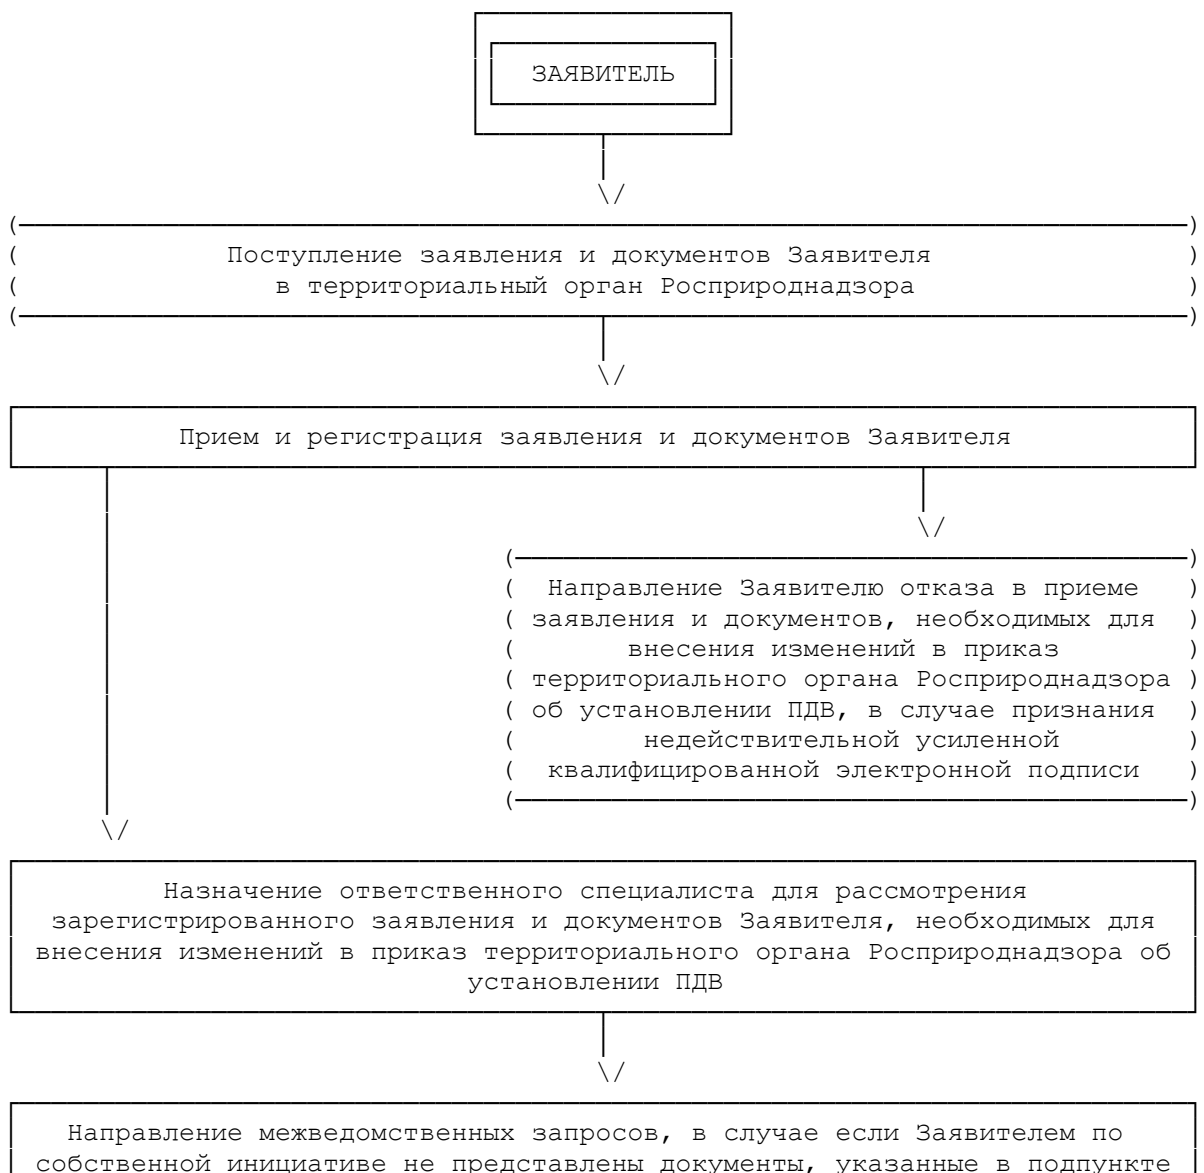 ЗАЯВИТЕЛЬ
Поступление заявления и документов Заявителя
в территориальный орган Росприроднадзора
Прием и регистрация заявления и документов Заявителя
Направление Заявителю отказа в приеме
заявления и документов, необходимых для
внесения изменений в приказ
территориального органа Росприроднадзора
об установлении ПДВ, в случае признания
недействительной усиленной
квалифицированной электронной подписи
Назначение ответственного специалиста для рассмотрения
зарегистрированного заявления и документов Заявителя, необходимых для
внесения изменений в приказ территориального органа Росприроднадзора об
установлении ПДВ
Направление межведомственных запросов, в случае если Заявителем по
собственной инициативе не представлены документы, указанные в подпункте